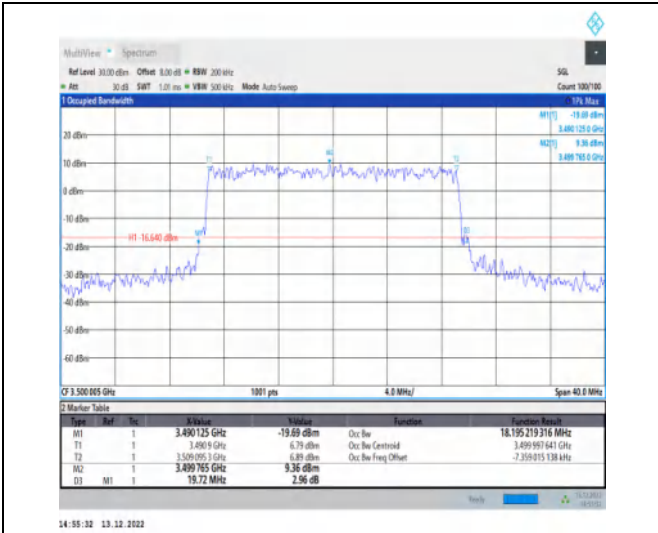 MultiView Spectrum
Ref Level 30.00 dBm Offset 8.00 dB RBW 200 kHz SGL
Att 30 dB SWT 1.01 ms VBW 500 kHz Mode Auto Sweep Count 100/100
1 Occupied Bandwidth 1Pk Max
M1[1] -19.69 dBm
3.490 125 0 GHz
M2[1] 9.36 dBm
3.499 765 0 GHz
20 dBm
10 dBm
0 dBm
-10 dBm
H1 -16.640 dBm
-20 dBm
-30 dBm
-40 dBm
-50 dBm
-60 dBm
T1
M2
T2
M1
D3
CF 3.500 005 GHz 1001 pts 4.0 MHz/ Span 40.0 MHz
2 Marker Table
Type Ref Trc X-Value Y-Value Function Function Result
M1 1 3.490125 GHz -19.69 dBm Occ Bw 18.195 219 316 MHz
T1 1 3.4909 GHz 6.79 dBm Occ Bw Centroid 3.499 997 641 GHz
T2 1 3.5090953 GHz 6.89 dBm Occ Bw Freq Offset -7.359 015 138 kHz
M2 1 3.499765 GHz 9.36 dBm
D3 M1 1 19.72 MHz 2.96 dB
Ready
14:55:32 13.12.2022